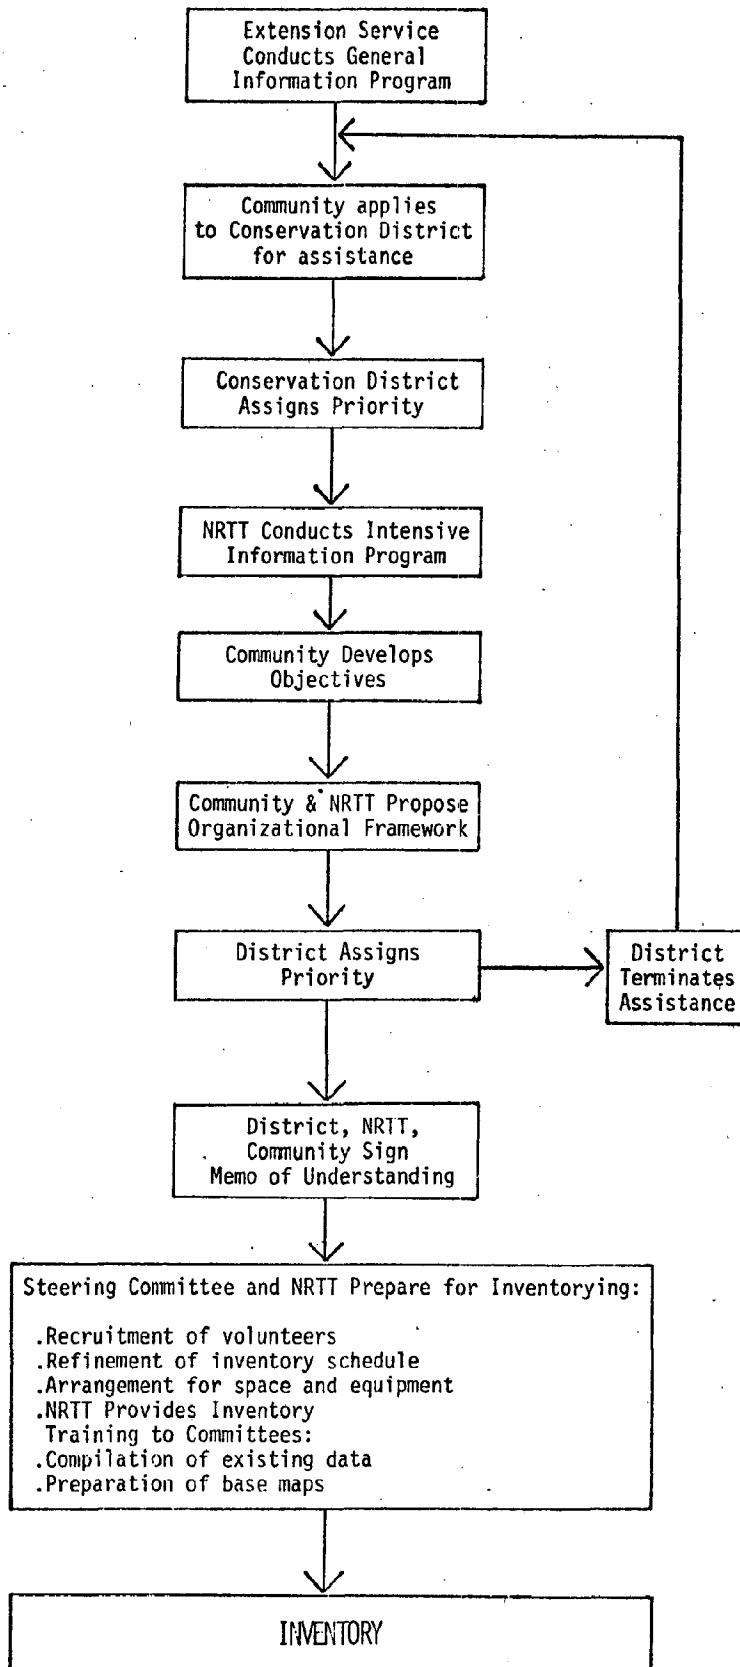 Extension Service
Conducts General
Information Program
Community applies
to Conservation District
for assistance
Conservation District
Assigns Priority
NRTT Conducts Intensive
Information Program
Community Develops
Objectives
Community & NRTT Propose
Organizational Framework
District Assigns
Priority
District
Terminates
Assistance
District, NRTT,
Community Sign
Memo of Understanding
Steering Committee and NRTT Prepare for Inventorying:
.Recruitment of volunteers
.Refinement of inventory schedule
.Arrangement for space and equipment
.NRTT Provides Inventory
Training to Committees:
.Compilation of existing data
.Preparation of base maps
INVENTORY